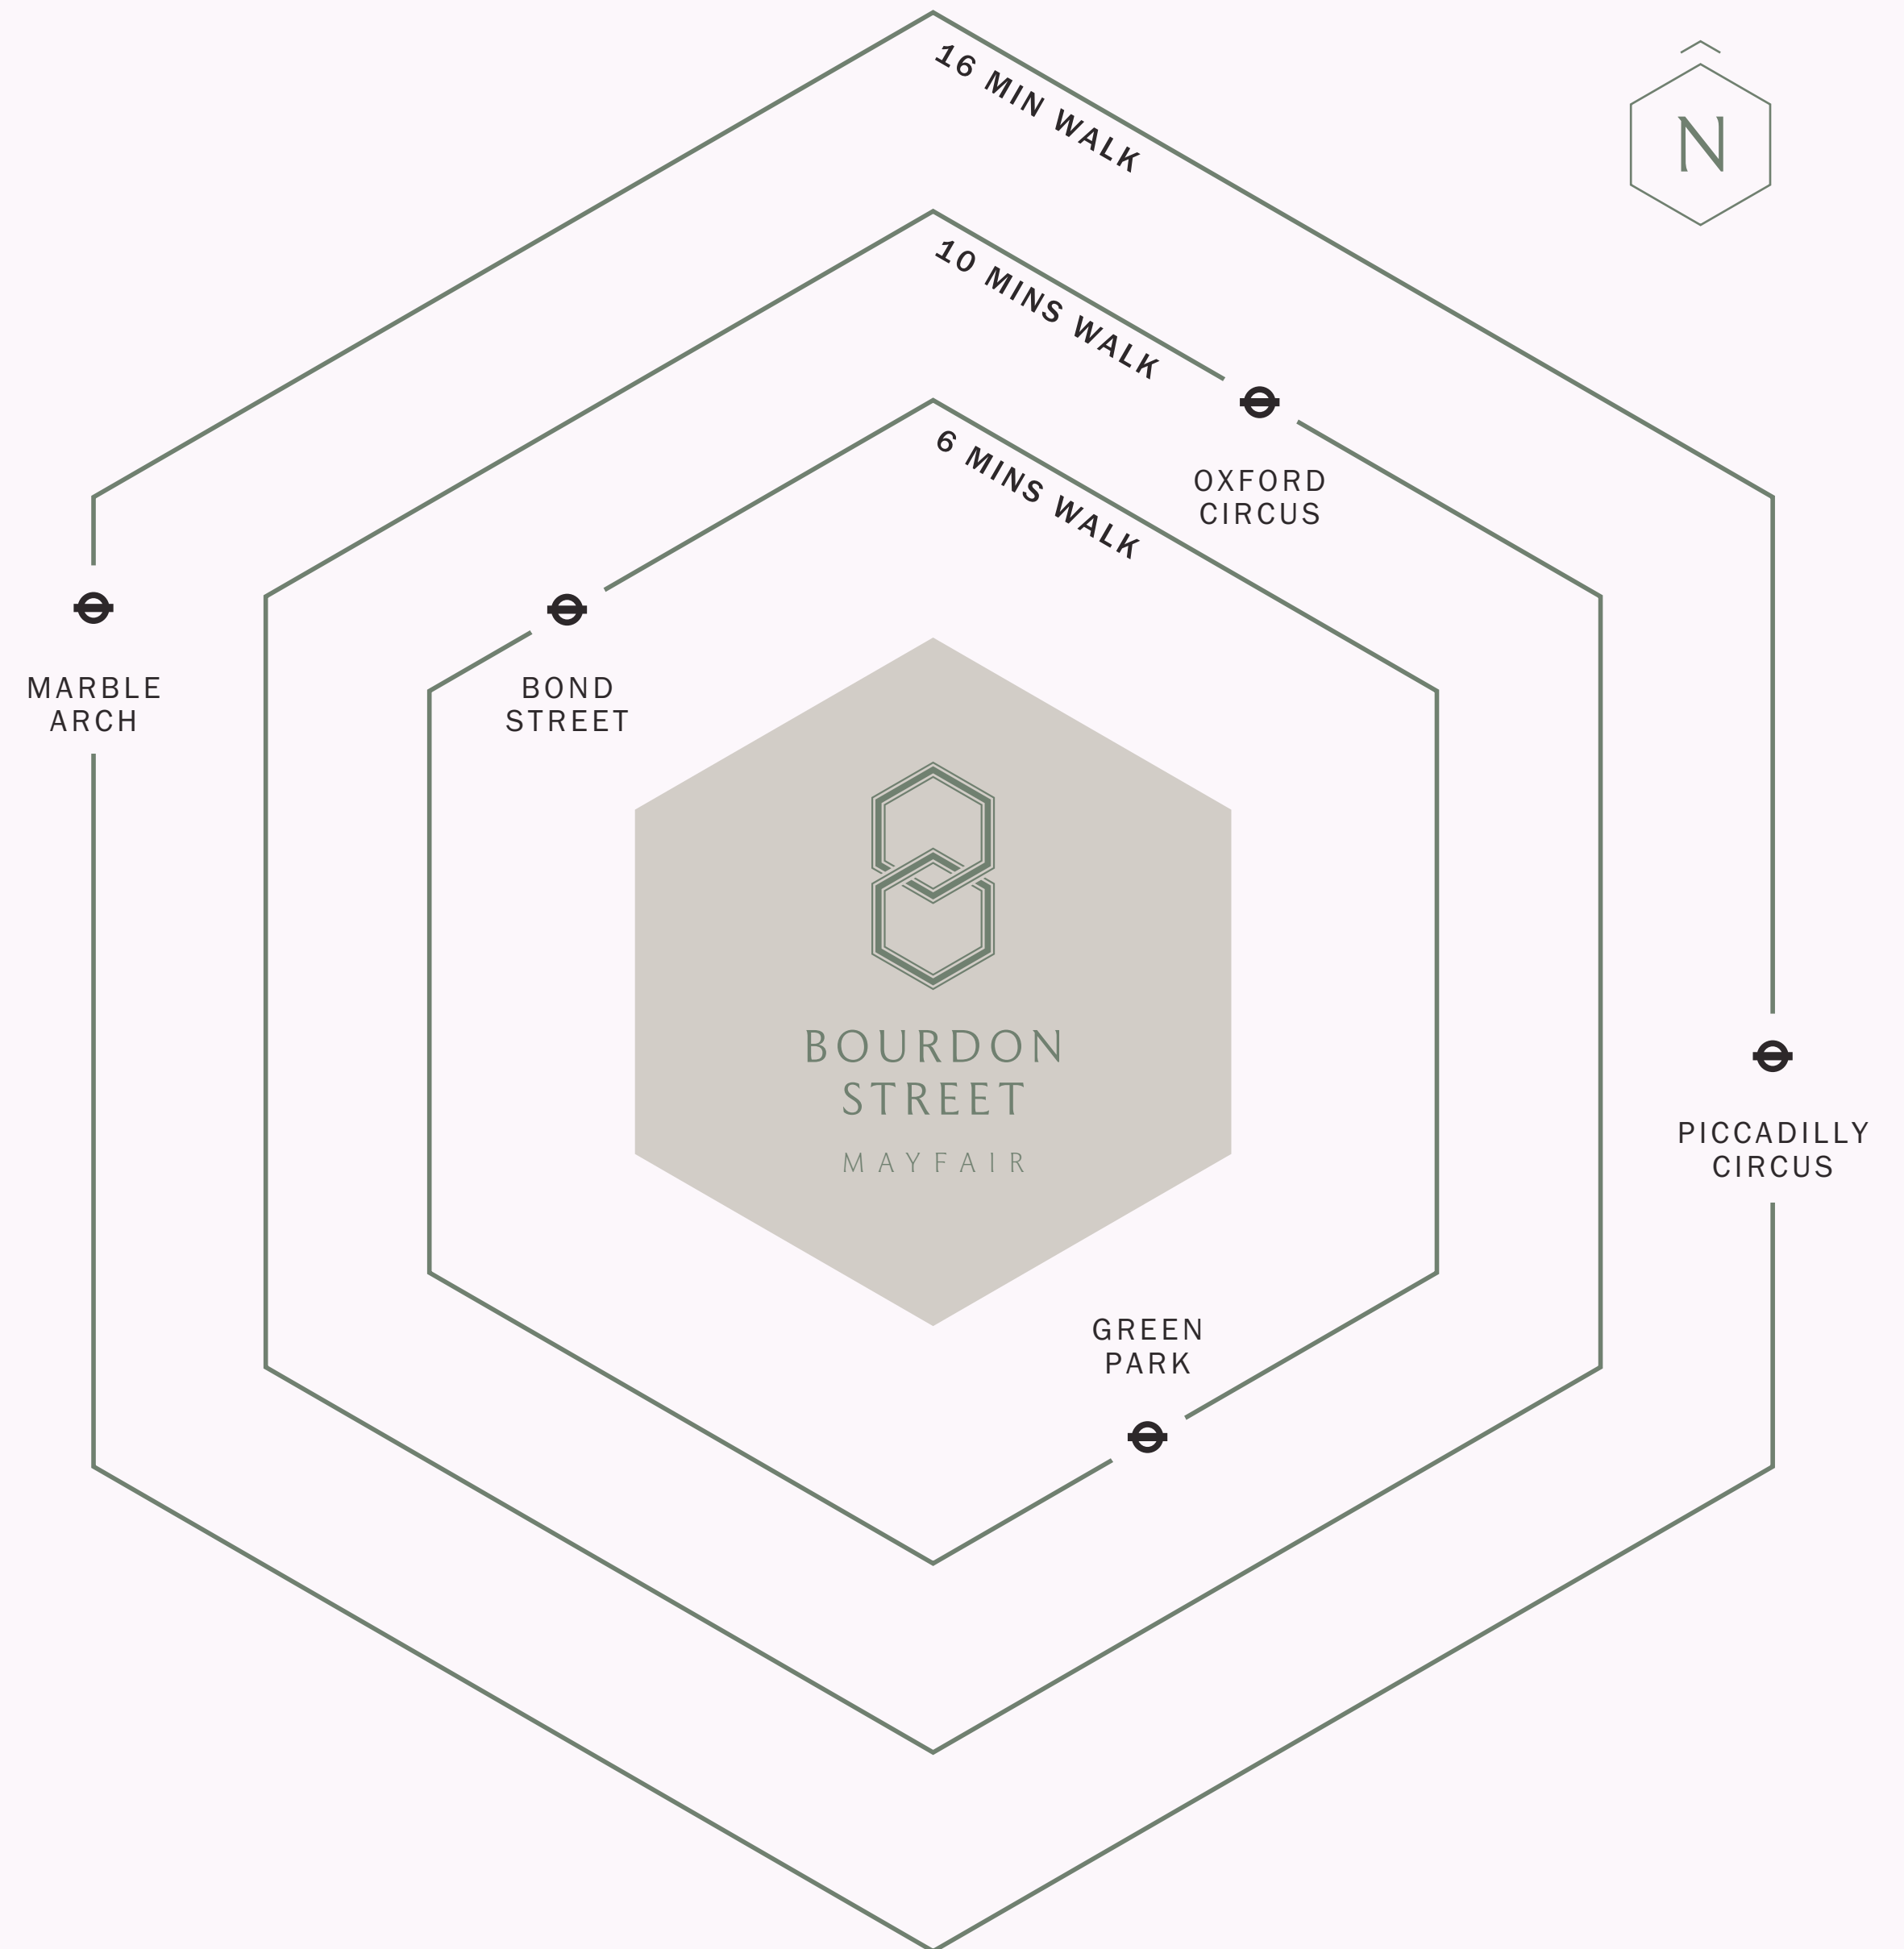 16 MIN WALK
N
10 MINS WALK
6 MINS WALK
OXFORD
CIRCUS
MARBLE
ARCH
BOND
STREET
BOURDON
STREET
MAYFAIR
PICCADILLY
CIRCUS
GREEN
PARK